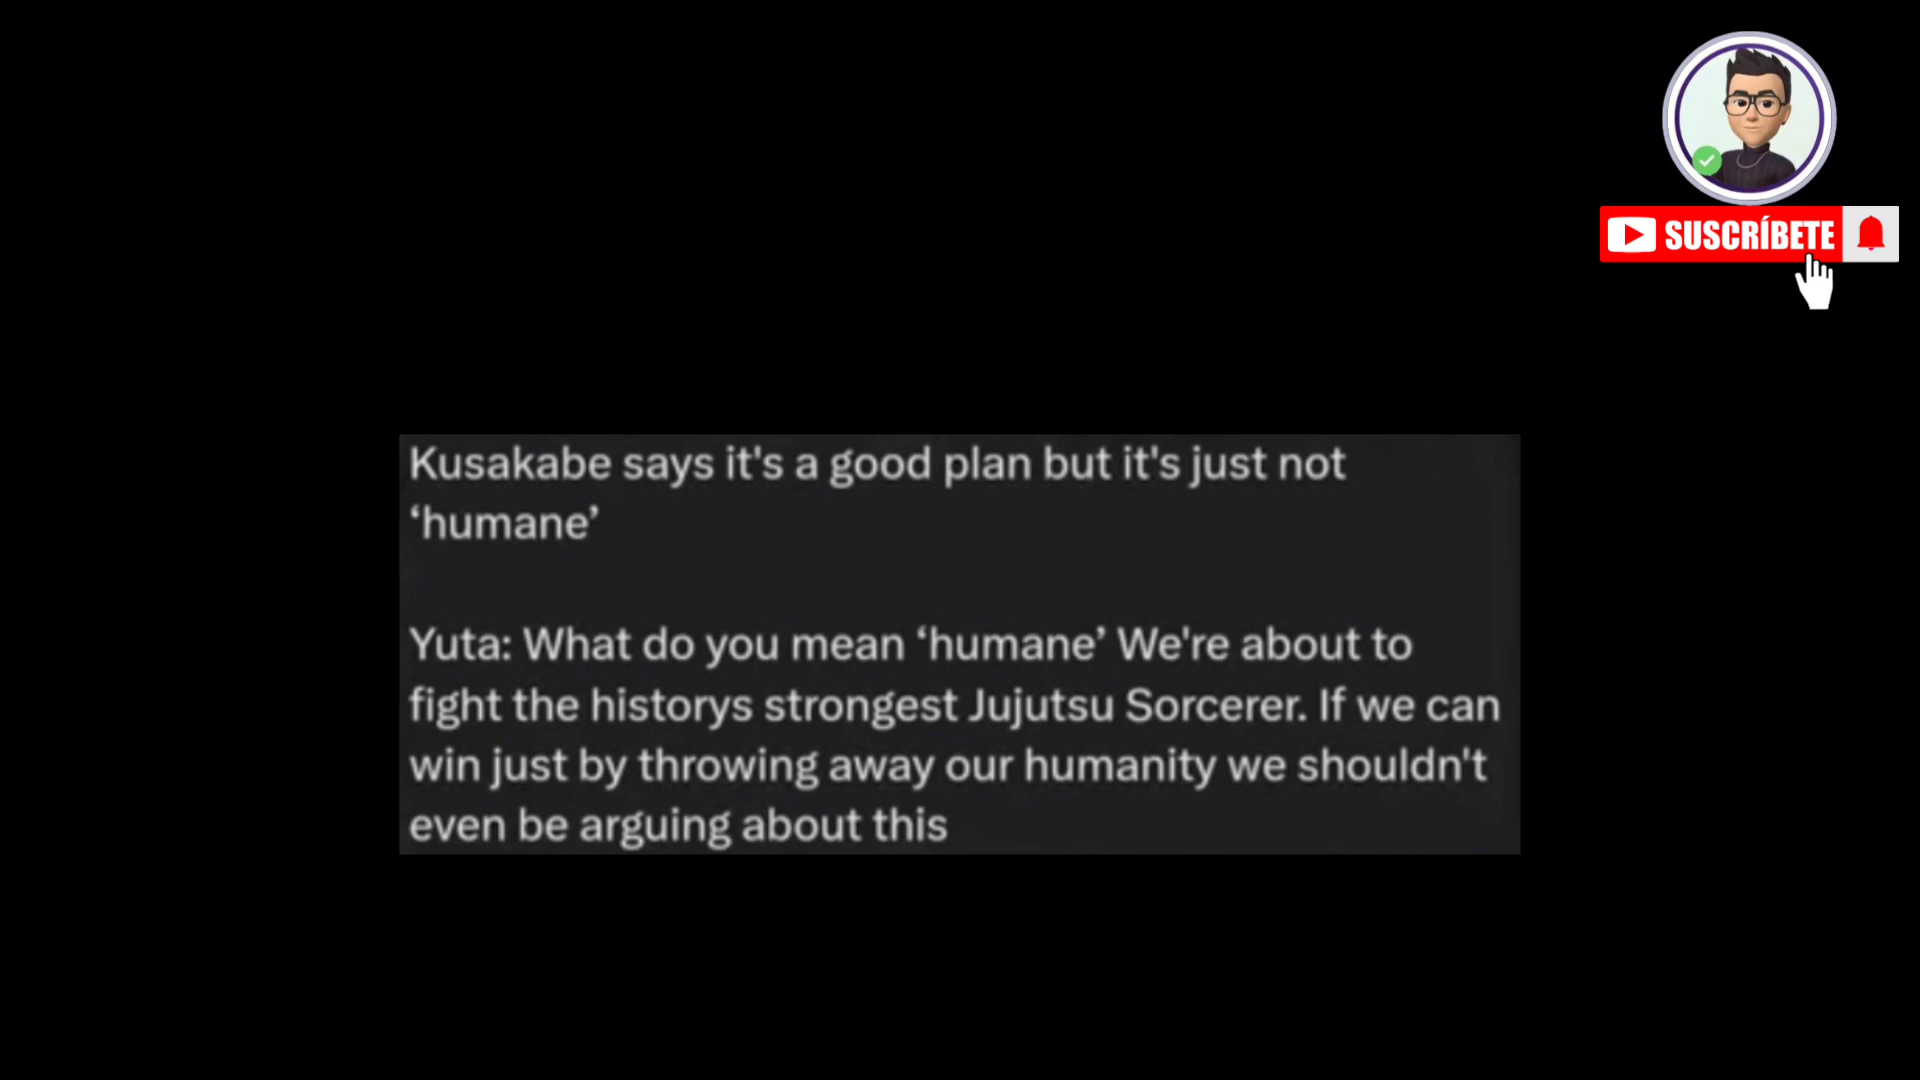 SUSCRÍBETE
Kusakabe says it's a good plan but it's just not
‘humane’
Yuta: What do you mean ‘humane’ We're about to
fight the historys strongest Jujutsu Sorcerer. If we can
win just by throwing away our humanity we shouldn't
even be arguing about this